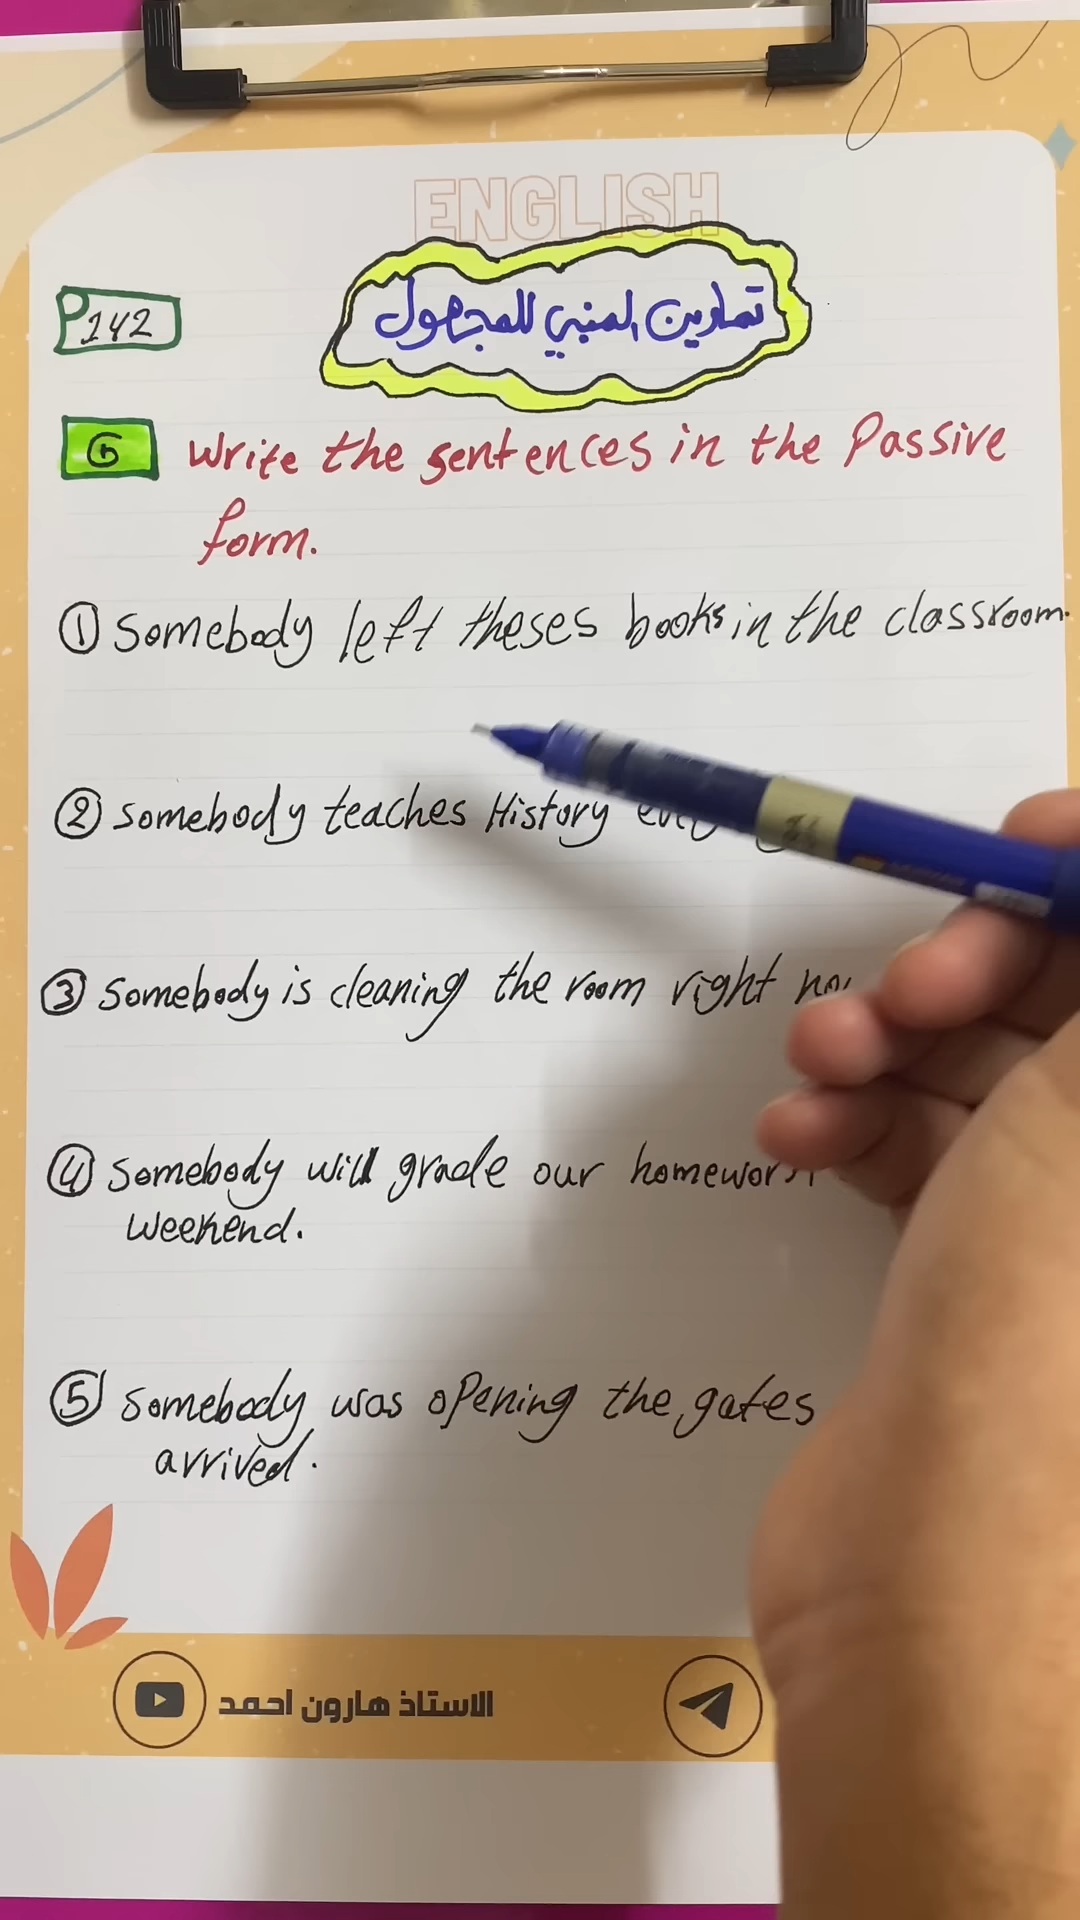 ENGLISH
تمارين المبني للمجهول
P142
G Write the sentences in the Passive
form.
① Somebody left theses books in the classroom.
② Somebody teaches History
③ Somebody is cleaning the room right
④ Somebody will grade our
weekend.
⑤ Somebody was opening the gates
arrived.
الاستاذ هارون احمد